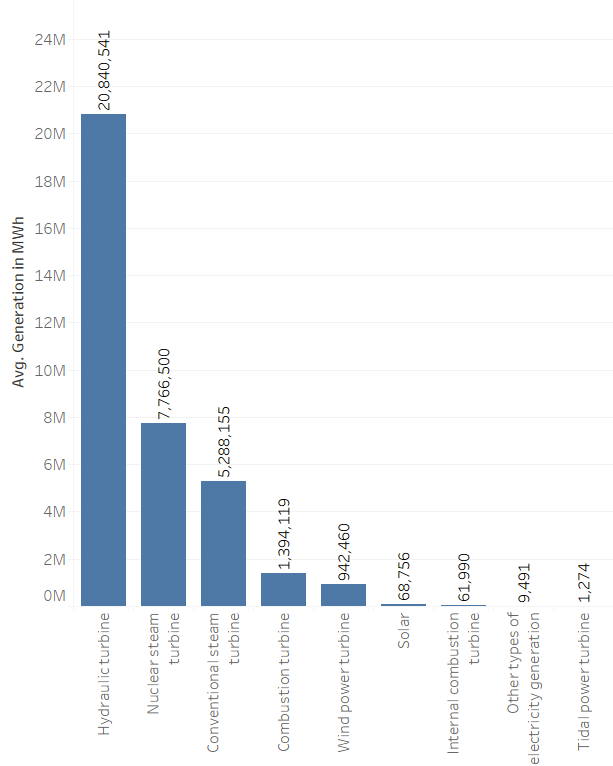 Avg. Generation in MWh
24M
22M
20M
18M
16M
14M
12M
10M
8M
6M
4M
2M
0M
20,840,541
7,766,500
5,288,155
1,394,119
942,460
68,756
61,990
9,491
1,274
Hydraulic turbine
Nuclear steam
turbine
Conventional steam
turbine
Combustion turbine
Wind power turbine
Solar
Internal combustion
turbine
Other types of
electricity generation
Tidal power turbine